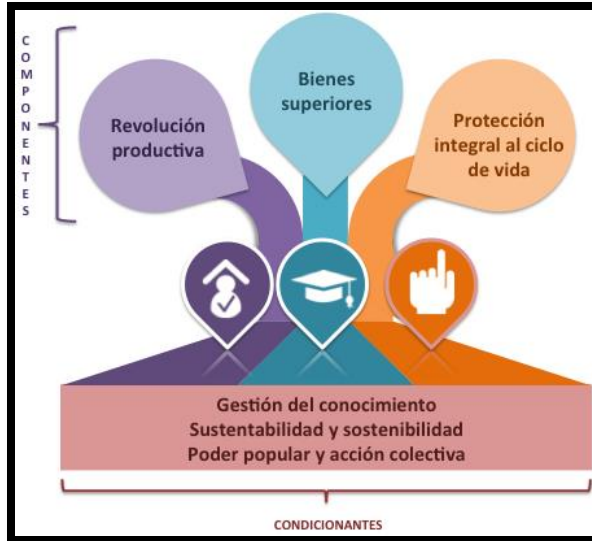 COMPONENTES
Revolución
productiva
Bienes
superiores
Protección
integral al ciclo
de vida
Gestión del conocimiento
Sustentabilidad y sostenibilidad
Poder popular y acción colectiva
CONDICIONANTES